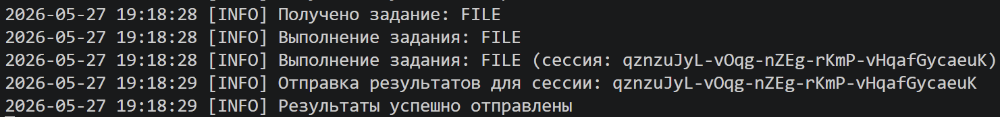 2026-05-27 19:18:28 [INFO] Получено задание: FILE
2026-05-27 19:18:28 [INFO] Выполнение задания: FILE
2026-05-27 19:18:28 [INFO] Выполнение задания: FILE (сессия: qznzuJyL-vOqg-nZEg-rKmP-vHqafGycaeuK)
2026-05-27 19:18:29 [INFO] Отправка результатов для сессии: qznzuJyL-vOqg-nZEg-rKmP-vHqafGycaeuK
2026-05-27 19:18:29 [INFO] Результаты успешно отправлены